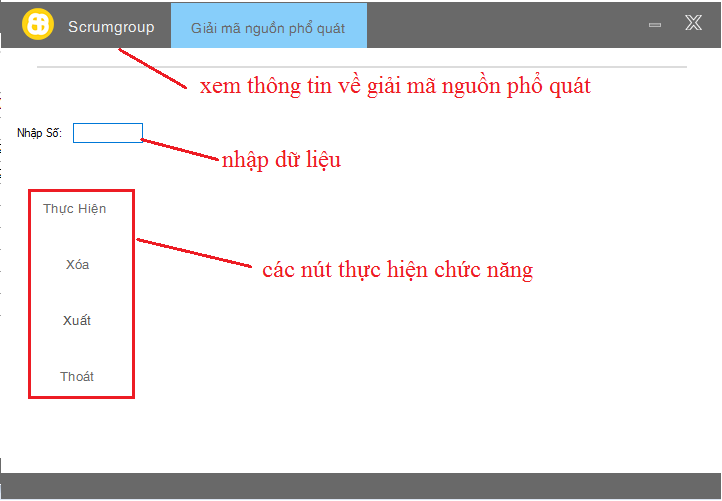 Scrumgroup
Giải mã nguồn phổ quát
X
xem thông tin về giải mã nguồn phổ quát
Nhập Số:
nhập dữ liệu
Thực Hiện
các nút thực hiện chức năng
Xóa
Xuất
Thoát